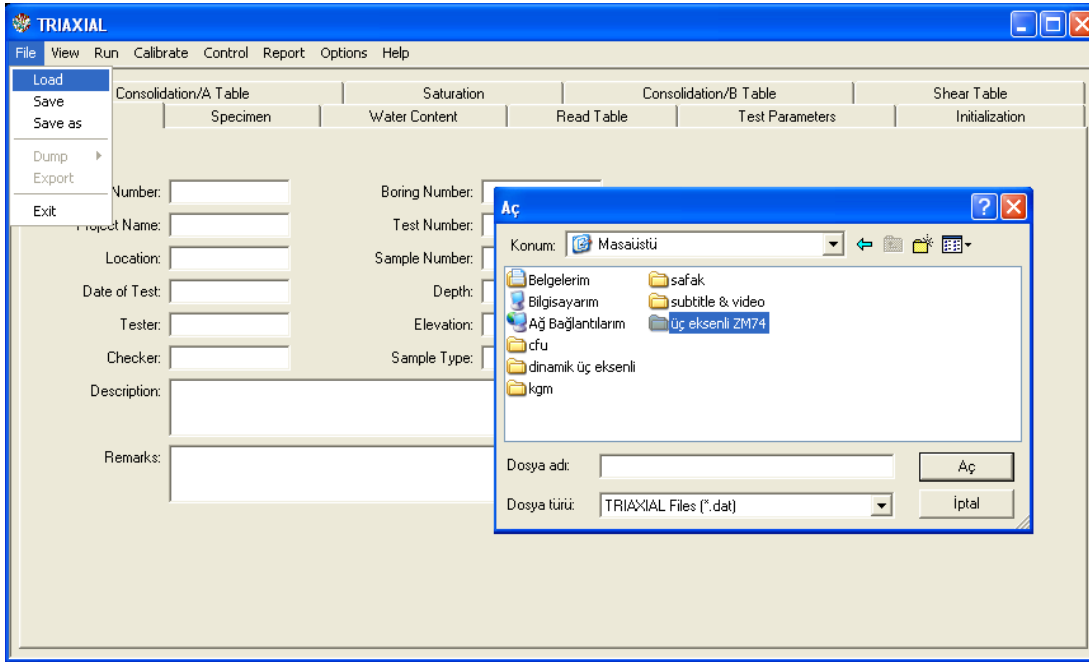 TRIAXIAL
File View Run Calibrate Control Report Options Help
Load
Save
Save as
Dump
Export
Exit
Consolidation/A Table Saturation Consolidation/B Table Shear Table
Specimen Water Content Read Table Test Parameters Initialization
Number: Boring Number:
Project Name: Test Number:
Location: Sample Number:
Date of Test: Depth:
Tester: Elevation:
Checker: Sample Type:
Description:
Remarks:
Aç
Konum: Masaüstü
Belgelerim safak
Bilgisayarım subtitle & video
Ağ Bağlantılarım üç eksenli ZM74
cfu
dinamik üç eksenli
kgm
Dosya adı: Aç
Dosya türü: TRIAXIAL Files (*.dat) İptal